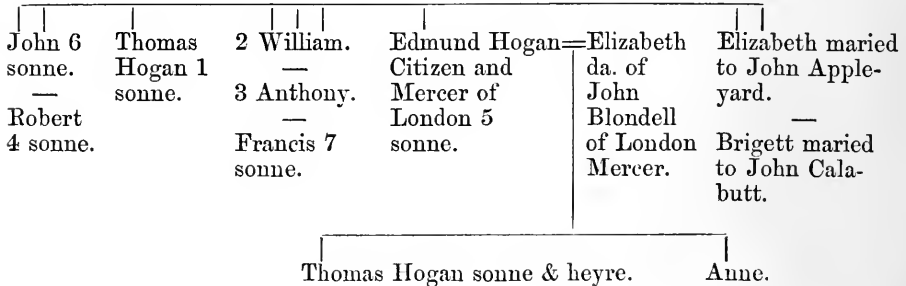 John 6
sonne.
—
Robert
4 sonne.
Thomas
Hogan 1
sonne.
2 William.
—
3 Anthony.
—
Francis 7
sonne.
Edmund Hogan=Elizabeth
Citizen and
Mercer of
London 5
sonne.
da. of
John
Blondell
of London
Mercer.
Elizabeth maried
to John Apple-
yard.
—
Brigett maried
to John Cala-
butt.
Thomas Hogan sonne & heyre.
Anne.